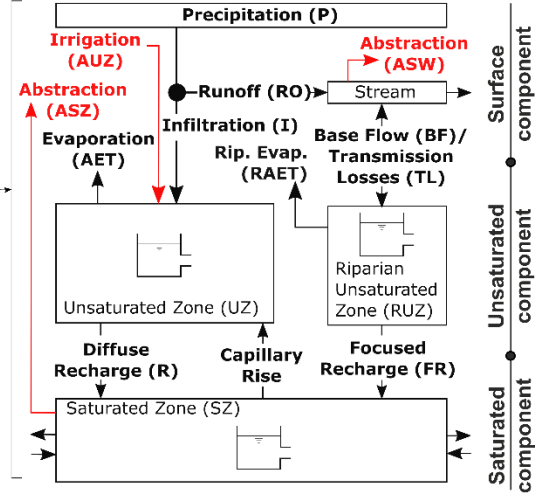 Precipitation (P)
Irrigation
(AUZ)
Abstraction
(ASW)
Abstraction
(ASZ)
Runoff (RO)
Stream
Evaporation
(AET)
Infiltration (I)
Base Flow (BF)/
Transmission
Losses (TL)
Rip. Evap.
(RAET)
Unsaturated Zone (UZ)
Riparian
Unsaturated
Zone (RUZ)
Diffuse
Recharge (R)
Capillary
Rise
Focused
Recharge (FR)
Saturated Zone (SZ)
Surface
component
Unsaturated
component
Saturated
component